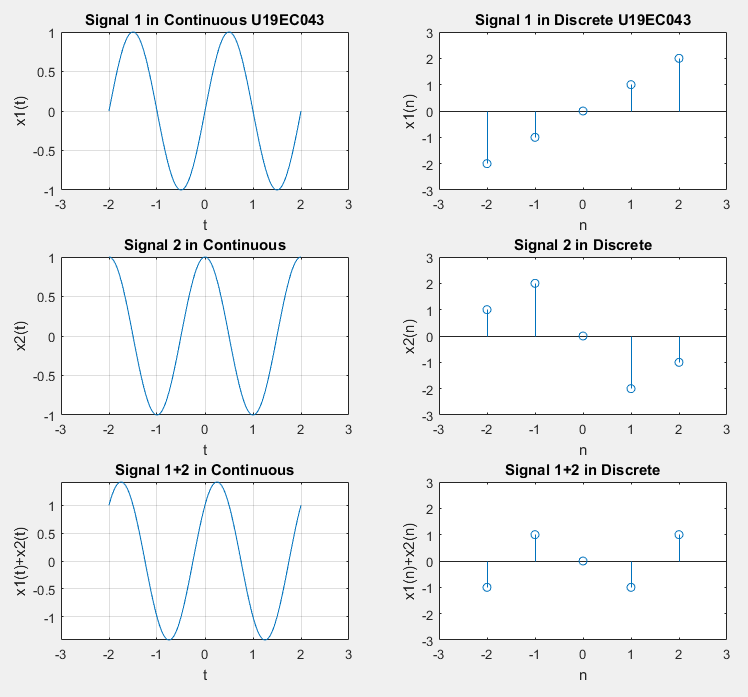 Signal 1 in Continuous U19EC043
1
0.5
0
-0.5
-1
x1(t)
-3 -2 -1 0 1 2 3
t
Signal 1 in Discrete U19EC043
3
2
1
0
-1
-2
-3
x1(n)
-3 -2 -1 0 1 2 3
n
Signal 2 in Continuous
1
0.5
0
-0.5
-1
x2(t)
-3 -2 -1 0 1 2 3
t
Signal 2 in Discrete
3
2
1
0
-1
-2
-3
x2(n)
-3 -2 -1 0 1 2 3
n
Signal 1+2 in Continuous
1
0.5
0
-0.5
-1
x1(t)+x2(t)
-3 -2 -1 0 1 2 3
t
Signal 1+2 in Discrete
3
2
1
0
-1
-2
-3
x1(n)+x2(n)
-3 -2 -1 0 1 2 3
n